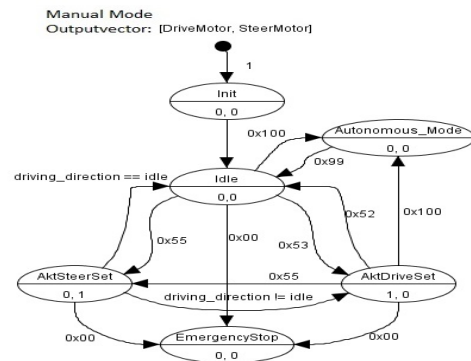 Manual Mode
Outputvector: [DriveMotor, SteerMotor]
1
Init
0, 0
0x100
Autonomous_Mode
0, 0
0x99
driving_direction == idle
Idle
0,0
0x52
0x100
0x55
0x00
0x53
AktSteerSet
0, 1
0x55
AktDriveSet
1, 0
driving_direction != idle
0x00
EmergencyStop
0, 0
0x00